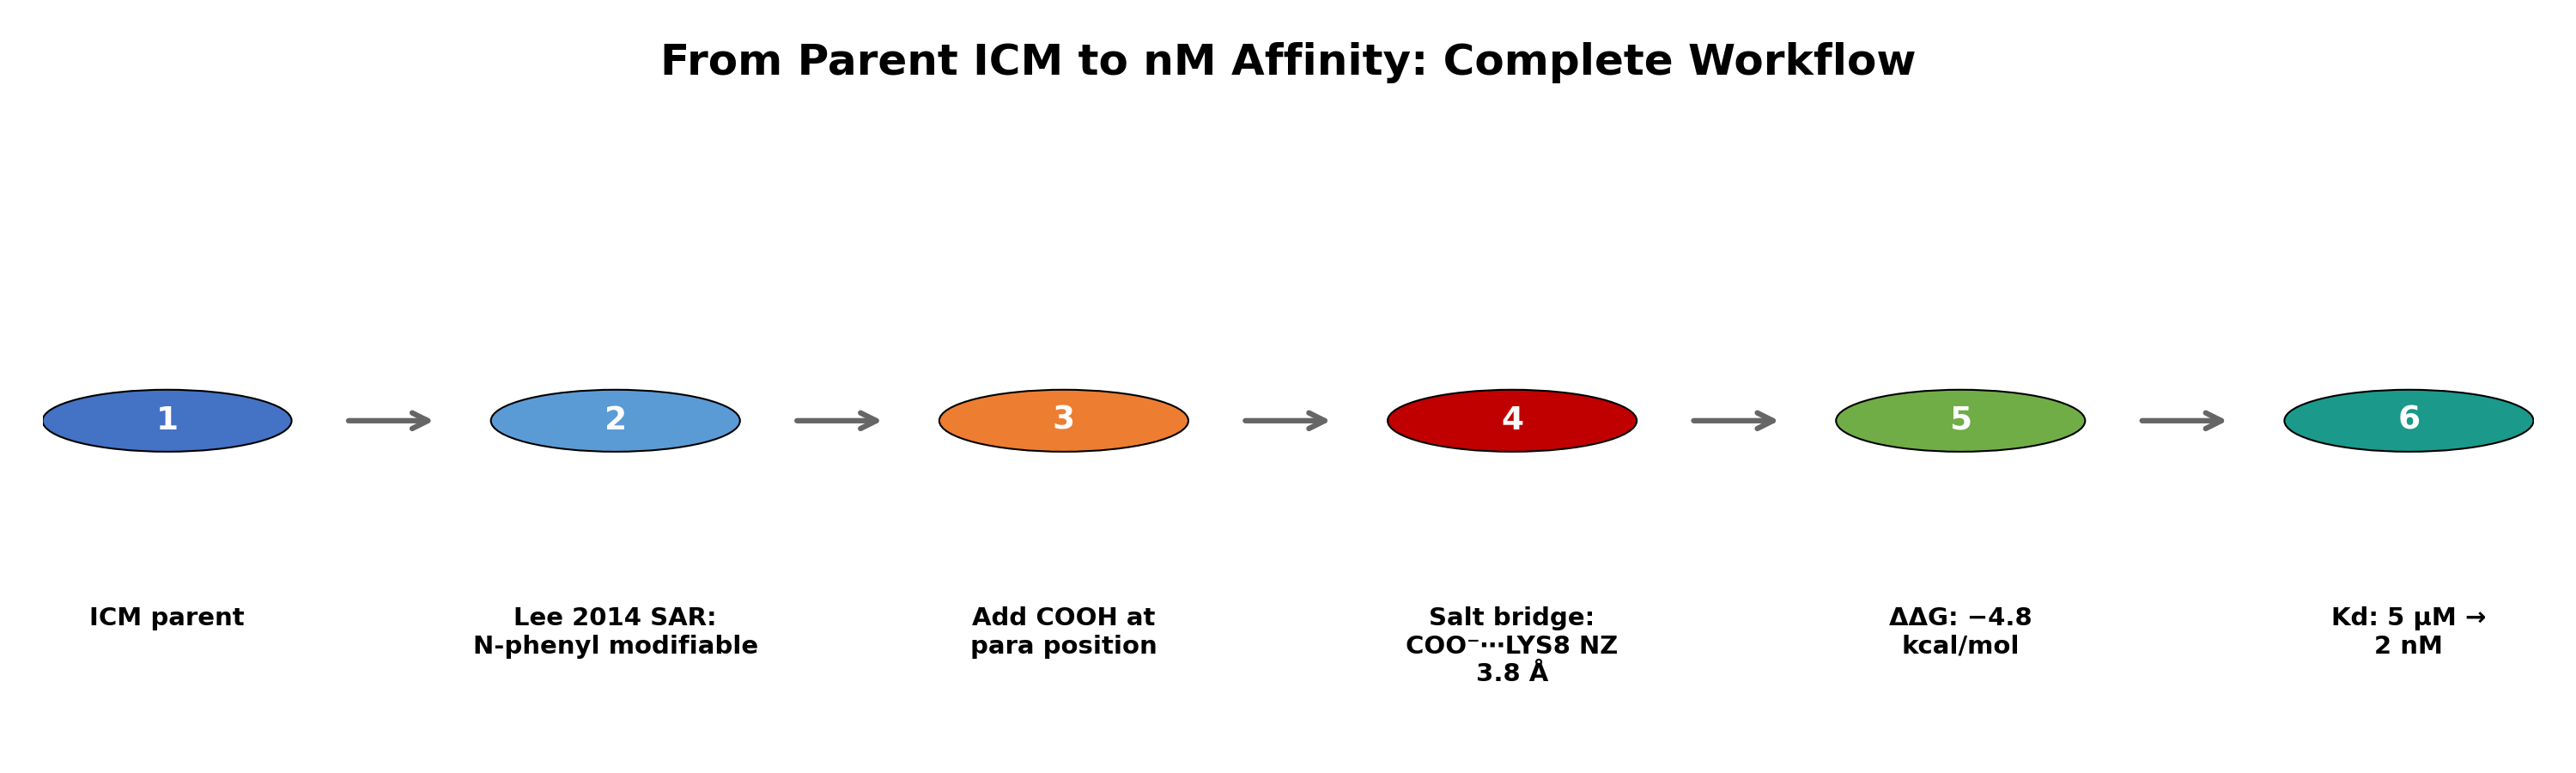 From Parent ICM to nM Affinity: Complete Workflow
1
2
3
4
5
6
ICM parent
Lee 2014 SAR:
N-phenyl modifiable
Add COOH at
para position
Salt bridge:
COO⁻···LYS8 NZ
3.8 Å
ΔΔG: −4.8
kcal/mol
Kd: 5 µM →
2 nM